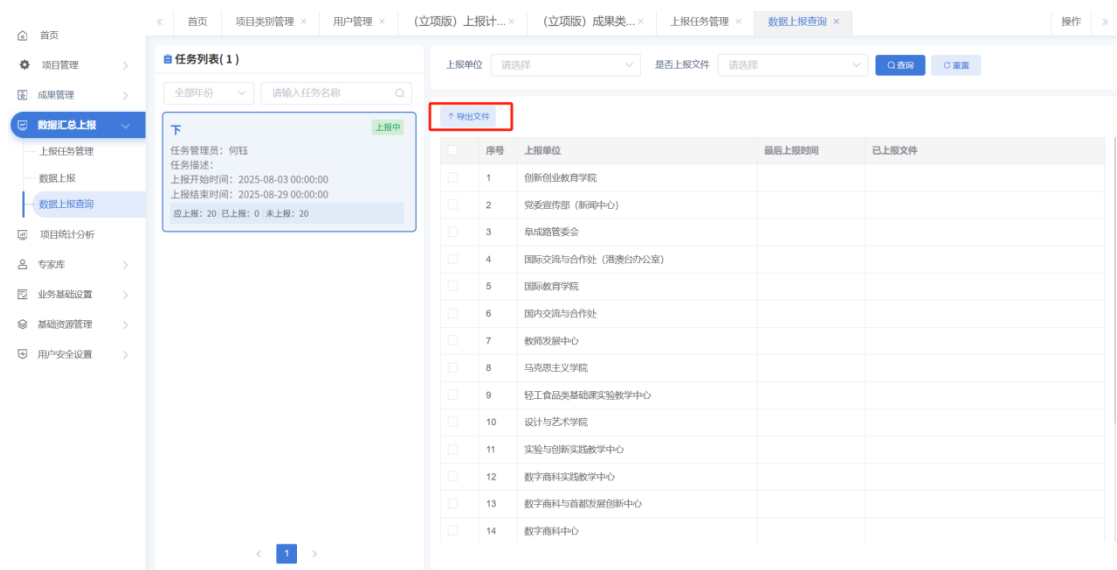 首页 项目类别管理 × 用户管理 × (立项版) 上报计...× (立项版) 成果类...× 上报任务管理 × 数据上报查询 × 操作
首页
项目管理
成果管理
数据汇总上报
上报任务管理
数据上报
数据上报查询
项目统计分析
专家库
业务基础设置
基础资源管理
用户安全设置
任务列表(1)
全部年份 请输入任务名称
下 上报中
任务管理员：何钰
任务描述：
上报开始时间：2025-08-03 00:00:00
上报结束时间：2025-08-29 00:00:00
应上报：20 已上报：0 未上报：20
1
上报单位 请选择 是否上报文件 请选择 查询 重置
导出文件
序号 上报单位 最后上报时间 已上报文件
1 创新创业教育学院
2 党委宣传部（新闻中心）
3 阜成路管委会
4 国际交流与合作处（港澳台办公室）
5 国际教育学院
6 国内交流与合作处
7 教师发展中心
8 马克思主义学院
9 轻工食品类基础课实验教学中心
10 设计与艺术学院
11 实验与创新实践教学中心
12 数字商科实践教学中心
13 数字商科与首都发展创新中心
14 数字商科中心